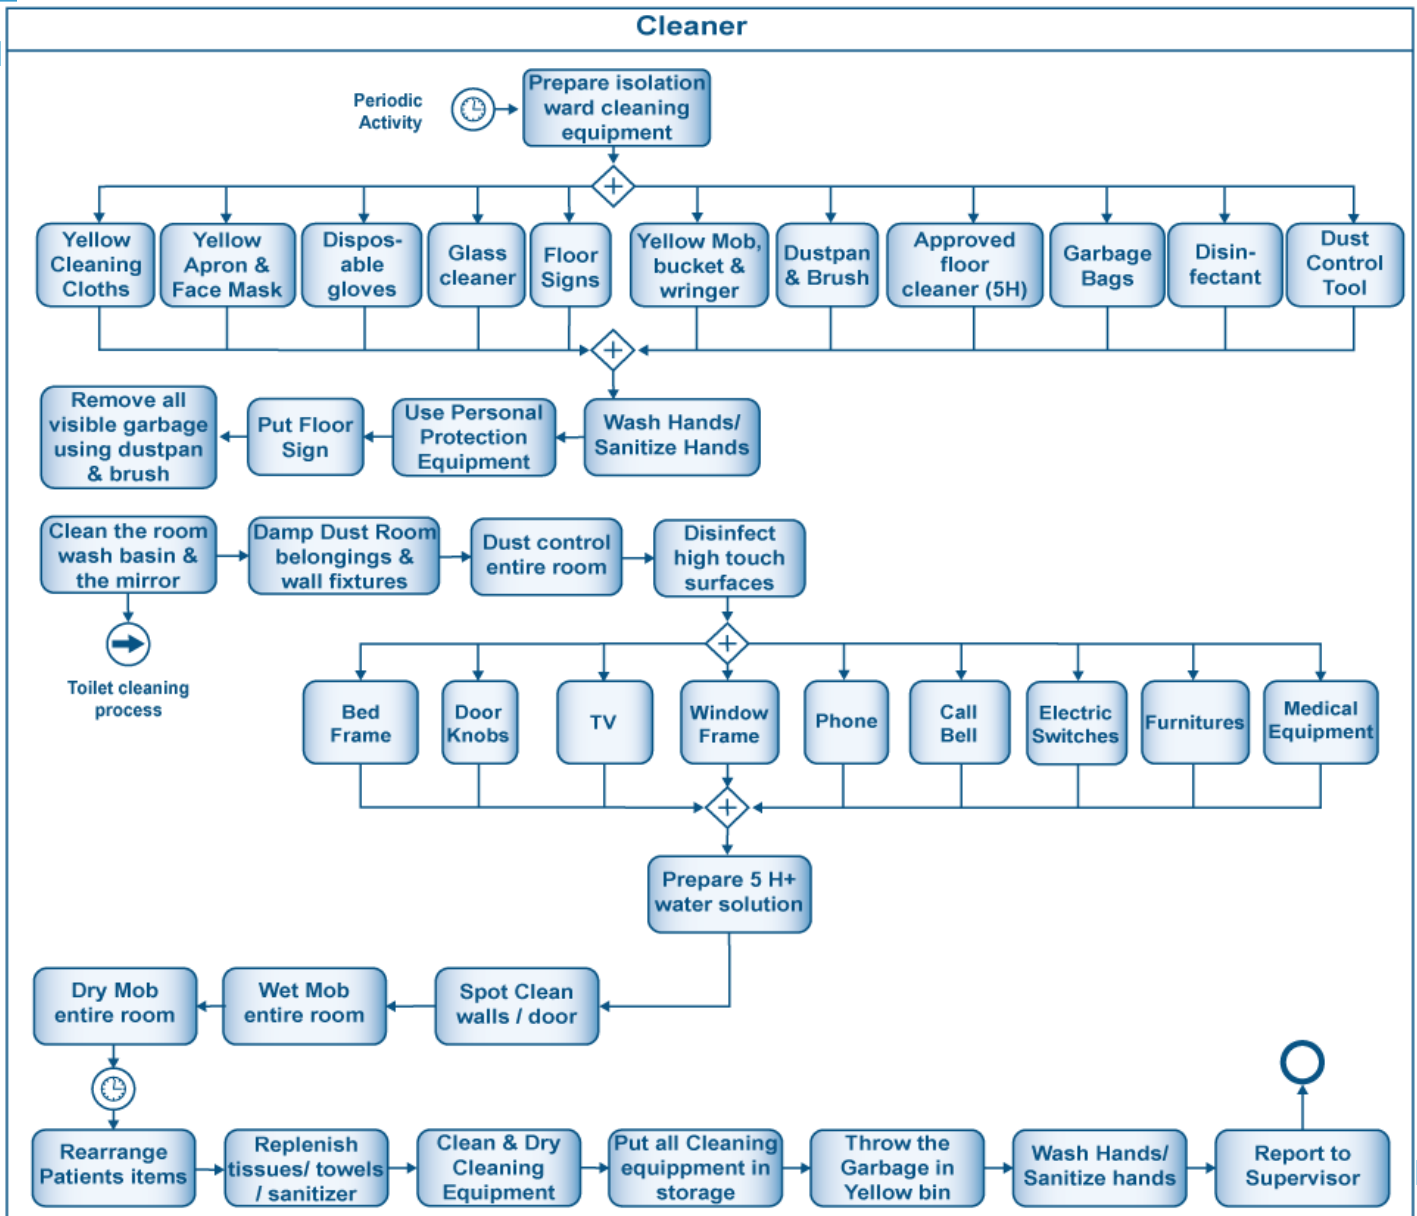 Cleaner
Prepare isolation
ward cleaning
equipment
Periodic
Activity
Yellow
Cleaning
Cloths
Yellow
Apron &
Face Mask
Dispos-
able
gloves
Glass
cleaner
Floor
Signs
Yellow Mob,
bucket &
wringer
Dustpan
& Brush
Approved
floor
cleaner (5H)
Garbage
Bags
Disin-
fectant
Dust
Control
Tool
Remove all
visible garbage
using dustpan
& brush
Put Floor
Sign
Use Personal
Protection
Equipment
Wash Hands/
Sanitize Hands
Clean the room
wash basin &
the mirror
Damp Dust Room
belongings &
wall fixtures
Dust control
entire room
Disinfect
high touch
surfaces
Toilet cleaning
process
Bed
Frame
Door
Knobs
TV
Window
Frame
Phone
Call
Bell
Electric
Switches
Furnitures
Medical
Equipment
Prepare 5 H+
water solution
Dry Mob
entire room
Wet Mob
entire room
Spot Clean
walls / door
Rearrange
Patients items
Replenish
tissues/ towels
/ sanitizer
Clean & Dry
Cleaning
Equipment
Put all Cleaning
equippment in
storage
Throw the
Garbage in
Yellow bin
Wash Hands/
Sanitize hands
Report to
Supervisor